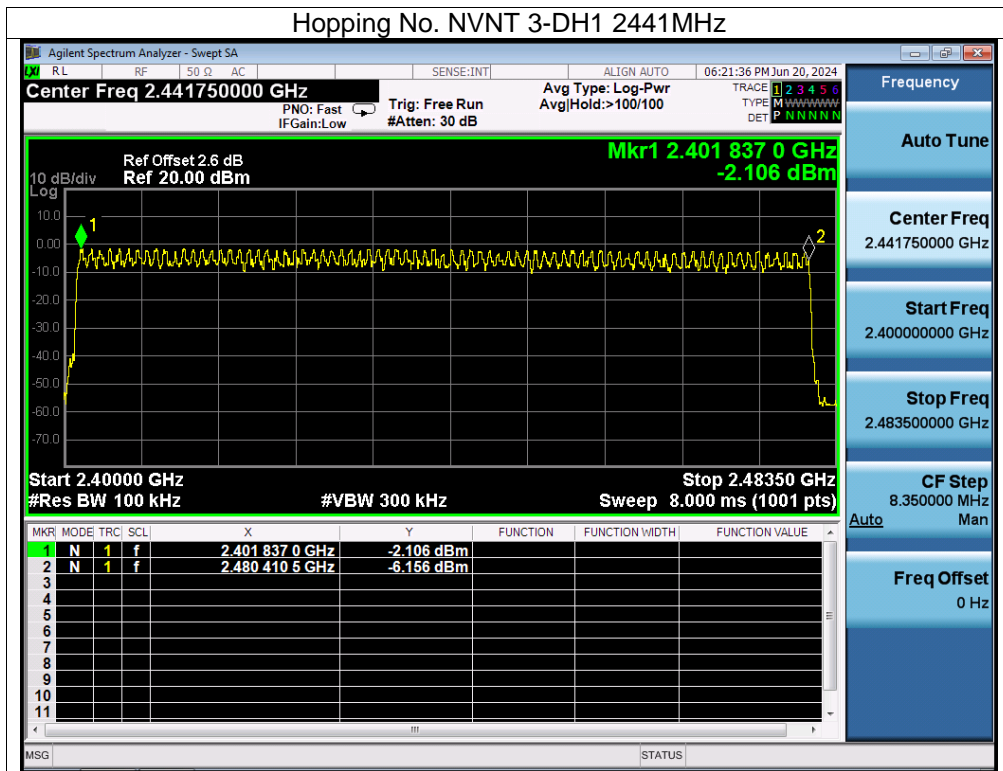 Hopping No. NVNT 3-DH1 2441MHz
Agilent Spectrum Analyzer - Swept SA
LXI RL RF 50 Ω AC SENSE:INT ALIGN AUTO 06:21:36 PM Jun 20, 2024
Center Freq 2.441750000 GHz
PNO: Fast
IFGain:Low
Trig: Free Run
#Atten: 30 dB
Avg Type: Log-Pwr
Avg|Hold:>100/100
TRACE 1 2 3 4 5 6
TYPE M WWWWW
DET P N N N N N
Mkr1 2.401 837 0 GHz
-2.106 dBm
Ref Offset 2.6 dB
10 dB/div Ref 20.00 dBm
Log
10.0
0.00
-10.0
-20.0
-30.0
-40.0
-50.0
-60.0
-70.0
1
2
Start 2.40000 GHz Stop 2.48350 GHz
#Res BW 100 kHz #VBW 300 kHz Sweep 8.000 ms (1001 pts)
MKR MODE TRC SCL X Y FUNCTION FUNCTION WIDTH FUNCTION VALUE
1 N 1 f 2.401 837 0 GHz -2.106 dBm
2 N 1 f 2.480 410 5 GHz -6.156 dBm
3
4
5
6
7
8
9
10
11
MSG STATUS
Frequency
Auto Tune
Center Freq
2.441750000 GHz
Start Freq
2.400000000 GHz
Stop Freq
2.483500000 GHz
CF Step
8.350000 MHz
Auto Man
Freq Offset
0 Hz